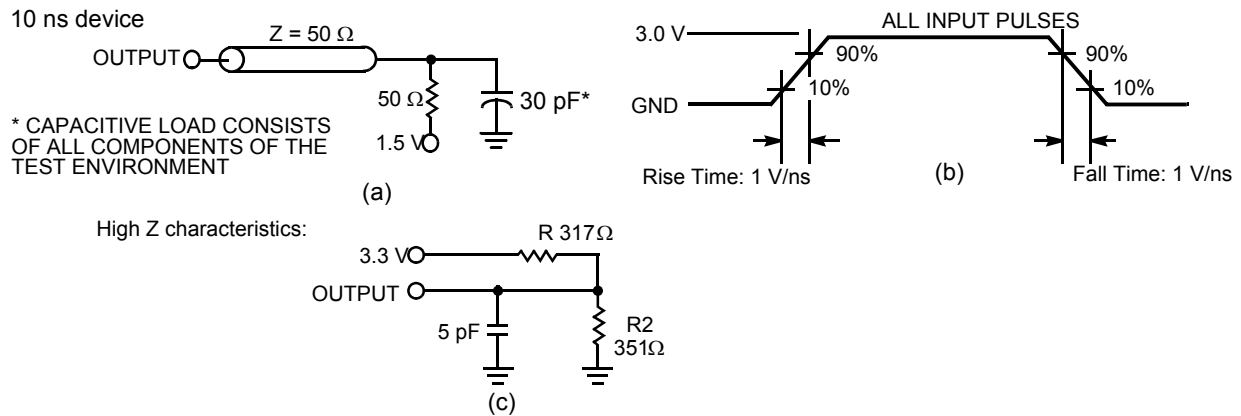 10 ns device
Z = 50 Ω
OUTPUT
50 Ω
30 pF*
1.5 V
* CAPACITIVE LOAD CONSISTS
OF ALL COMPONENTS OF THE
TEST ENVIRONMENT
(a)
ALL INPUT PULSES
3.0 V
90%
10%
GND
90%
10%
Rise Time: 1 V/ns
(b)
Fall Time: 1 V/ns
High Z characteristics:
R 317Ω
3.3 V
OUTPUT
5 pF
R2
351Ω
(c)